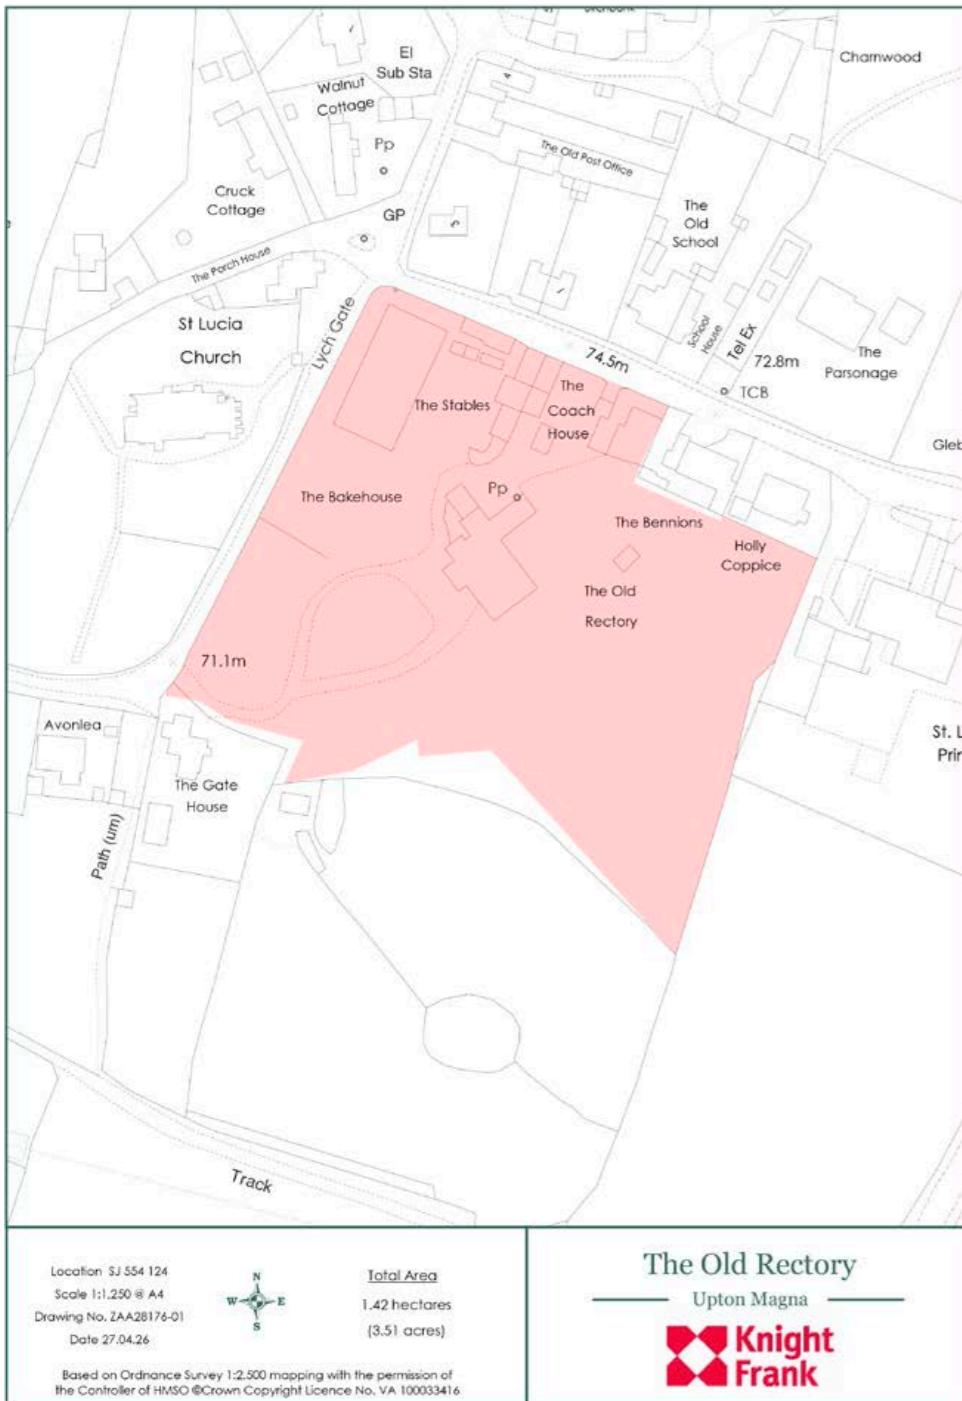 El
Sub Sta
Charnwood
Walnut
Cottage
4
Pp
The Old Post Office
Cruck
Cottage
GP
The
Old
School
The Porch House
1
St Lucia
Church
Lych Gate
School
House
Tel Ex
74.5m
72.8m
The
Parsonage
TCB
The Stables
The
Coach
House
Gleb
The Bakehouse
Pp
The Bennions
Holly
Coppice
The Old
Rectory
71.1m
Avonlea
St. L
Prir
The Gate
House
Path (um)
Track
Location SJ 554 124
Scale 1:1,250 @ A4
Drawing No. ZAA28176-01
Date 27.04.26
N
W E
S
Total Area
1.42 hectares
(3.51 acres)
Based on Ordnance Survey 1:2,500 mapping with the permission of
the Controller of HMSO ©Crown Copyright Licence No. VA 100033416
The Old Rectory
Upton Magna
Knight
Frank